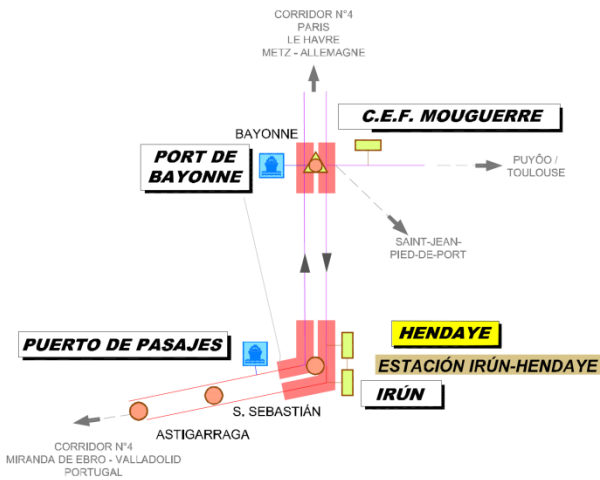 CORRIDOR N°4
PARIS
LE HAVRE
METZ - ALLEMAGNE
C.E.F. MOUGUERRE
BAYONNE
PORT DE
BAYONNE
PUYÔO /
TOULOUSE
SAINT-JEAN-
PIED-DE-PORT
HENDAYE
PUERTO DE PASAJES
ESTACIÓN IRÚN-HENDAYE
IRÚN
S. SEBASTIÁN
ASTIGARRAGA
CORRIDOR N°4
MIRANDA DE EBRO - VALLADOLID
PORTUGAL